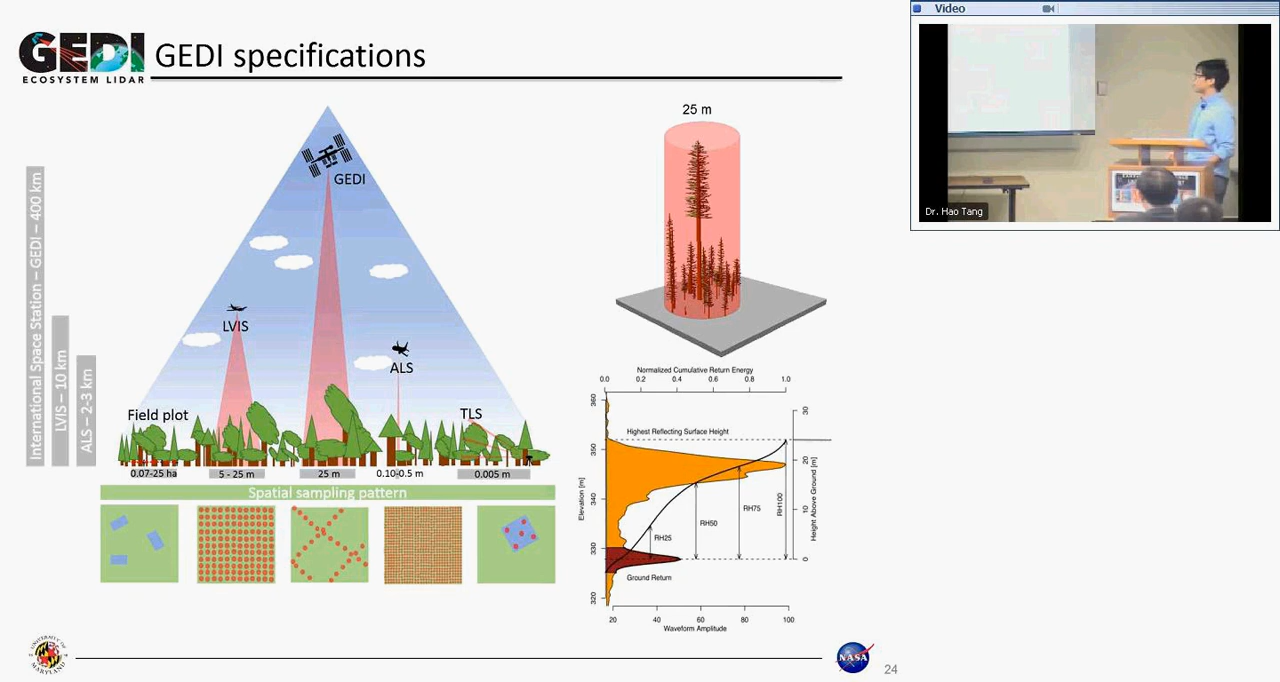 GEDI
ECOSYSTEM LIDAR
GEDI specifications
International Space Station – GEDI – 400 km
LVIS – 10 km
ALS – 2-3 km
GEDI
LVIS
ALS
Field plot
TLS
0.07-25 ha
5 - 25 m
25 m
0.10-0.5 m
0.005 m
Spatial sampling pattern
25 m
Normalized Cumulative Return Energy
0.0 0.2 0.4 0.6 0.8 1.0
Highest Reflecting Surface Height
Elevation [m]
360
350
340
330
320
RH25
RH50
RH75
RH100
Height Above Ground [m]
30
20
10
0
Ground Return
20 40 60 80 100
Waveform Amplitude
UNIVERSITY OF
MARYLAND
NASA
24
Video
Dr. Hao Tang